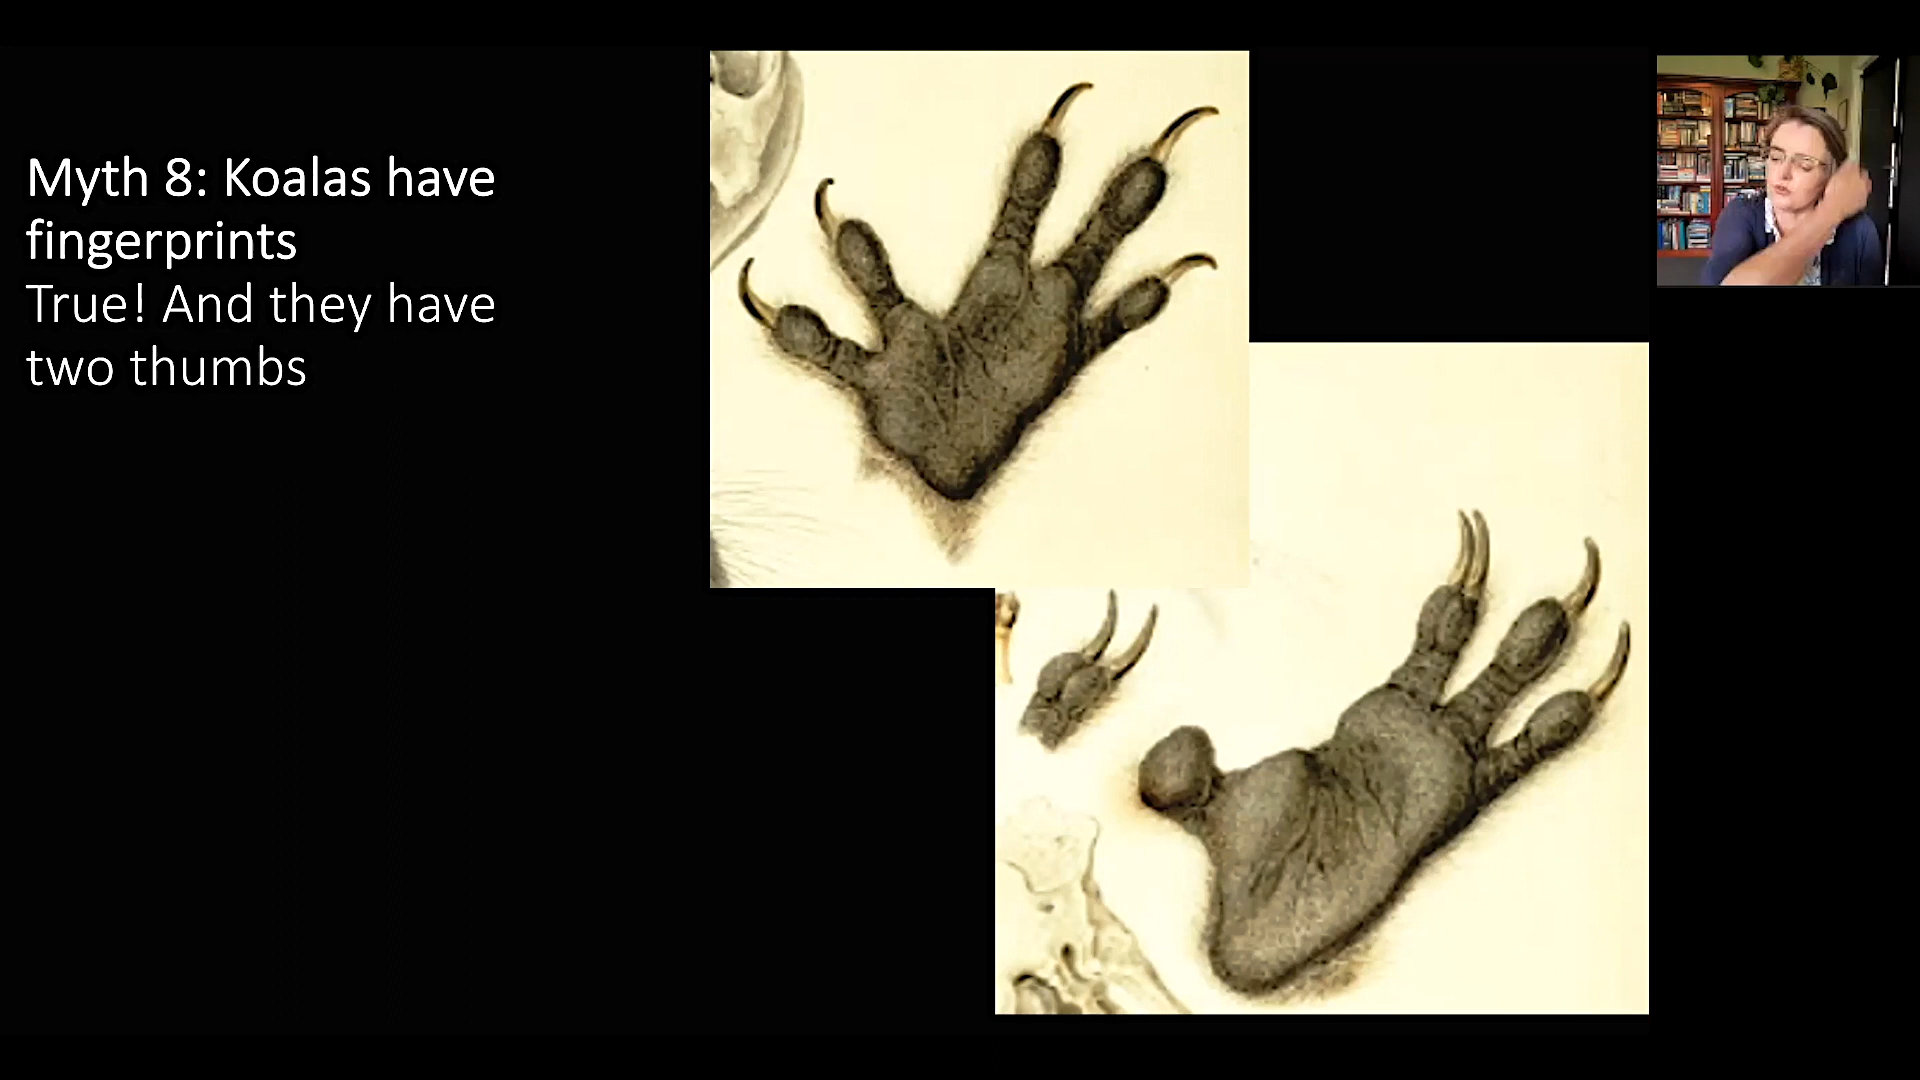 Myth 8: Koalas have
fingerprints
True! And they have
two thumbs